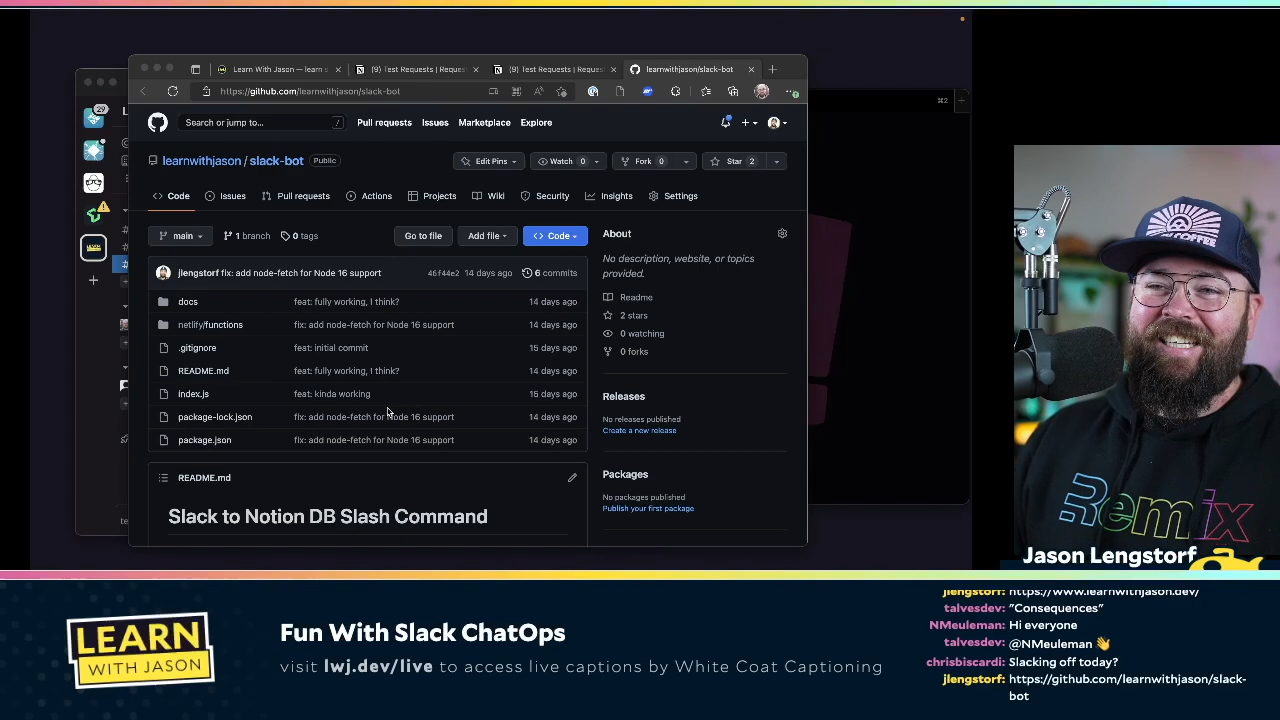 Learn With Jason — learn s
(9) Test Requests | Reques
(9) Test Requests | Reques
learnwithjason/slack-bot
⌘2
https://github.com/learnwithjason/slack-bot
29
Search or jump to...
/
Pull requests
Issues
Marketplace
Explore
learnwithjason / slack-bot
Public
Edit Pins
Watch 0
Fork 0
Star 2
Code
Issues
Pull requests
Actions
Projects
Wiki
Security
Insights
Settings
main
1 branch
0 tags
Go to file
Add file
Code
jlengstorf fix: add node-fetch for Node 16 support
46f44e2 14 days ago
6 commits
docs
feat: fully working, I think?
14 days ago
netlify/functions
fix: add node-fetch for Node 16 support
14 days ago
.gitignore
feat: initial commit
15 days ago
README.md
feat: fully working, I think?
14 days ago
index.js
feat: kinda working
15 days ago
package-lock.json
fix: add node-fetch for Node 16 support
14 days ago
package.json
fix: add node-fetch for Node 16 support
14 days ago
README.md
Slack to Notion DB Slash Command
About
No description, website, or topics
provided.
Readme
2 stars
0 watching
0 forks
Releases
No releases published
Create a new release
Packages
No packages published
Publish your first package
Remix
Jason Lengstorf
LEARN
WITH JASON
Fun With Slack ChatOps
visit lwj.dev/live to access live captions by White Coat Captioning
jlengstorf: https://www.learnwithjason.dev/
talvesdev: "Consequences"
NMeuleman: Hi everyone
talvesdev: @NMeuleman 👋
chrisbiscardi: Slacking off today?
jlengstorf: https://github.com/learnwithjason/slack-
bot